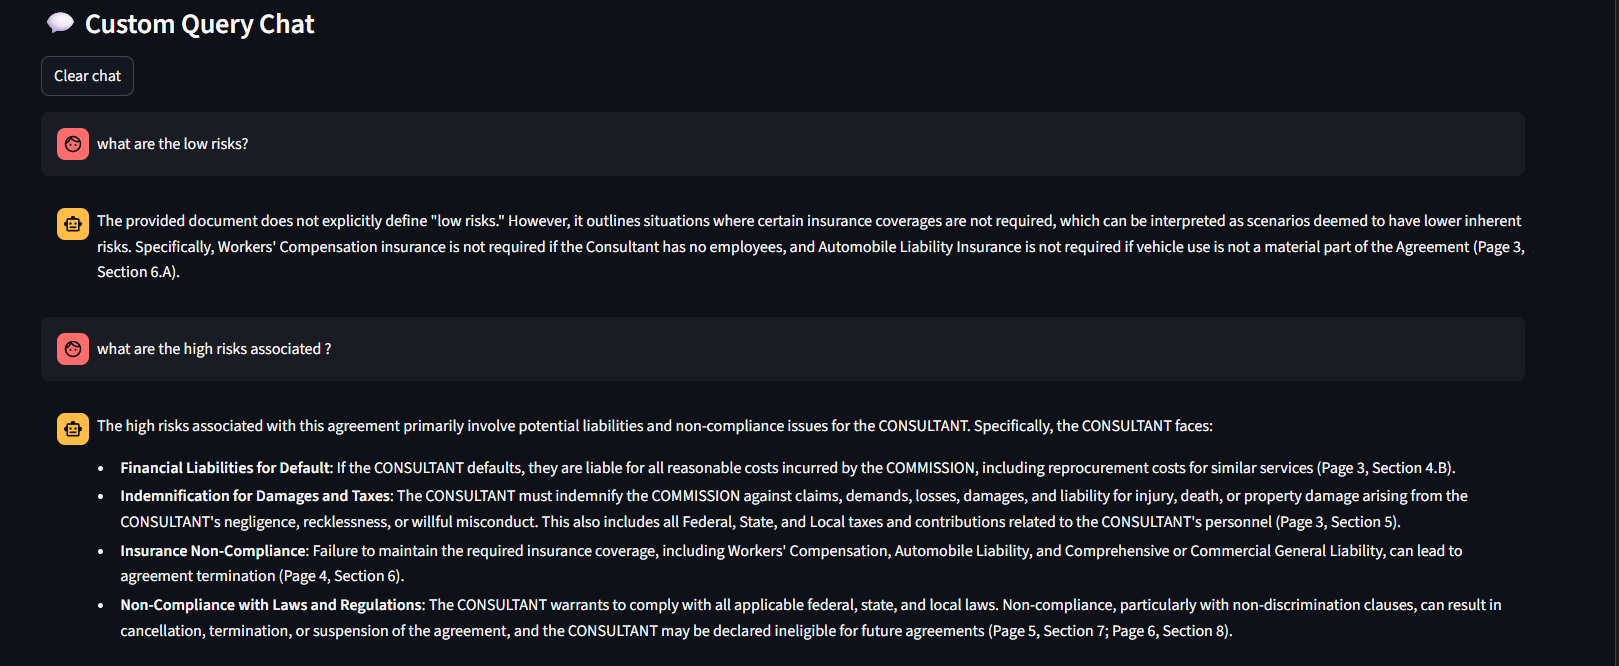 Custom Query Chat
Clear chat
what are the low risks?
The provided document does not explicitly define "low risks." However, it outlines situations where certain insurance coverages are not required, which can be interpreted as scenarios deemed to have lower inherent
risks. Specifically, Workers' Compensation insurance is not required if the Consultant has no employees, and Automobile Liability Insurance is not required if vehicle use is not a material part of the Agreement (Page 3,
Section 6.A).
what are the high risks associated ?
The high risks associated with this agreement primarily involve potential liabilities and non-compliance issues for the CONSULTANT. Specifically, the CONSULTANT faces:
• Financial Liabilities for Default: If the CONSULTANT defaults, they are liable for all reasonable costs incurred by the COMMISSION, including reprocurement costs for similar services (Page 3, Section 4.B).
• Indemnification for Damages and Taxes: The CONSULTANT must indemnify the COMMISSION against claims, demands, losses, damages, and liability for injury, death, or property damage arising from the
CONSULTANT's negligence, recklessness, or willful misconduct. This also includes all Federal, State, and Local taxes and contributions related to the CONSULTANT's personnel (Page 3, Section 5).
• Insurance Non-Compliance: Failure to maintain the required insurance coverage, including Workers' Compensation, Automobile Liability, and Comprehensive or Commercial General Liability, can lead to
agreement termination (Page 4, Section 6).
• Non-Compliance with Laws and Regulations: The CONSULTANT warrants to comply with all applicable federal, state, and local laws. Non-compliance, particularly with non-discrimination clauses, can result in
cancellation, termination, or suspension of the agreement, and the CONSULTANT may be declared ineligible for future agreements (Page 5, Section 7; Page 6, Section 8).